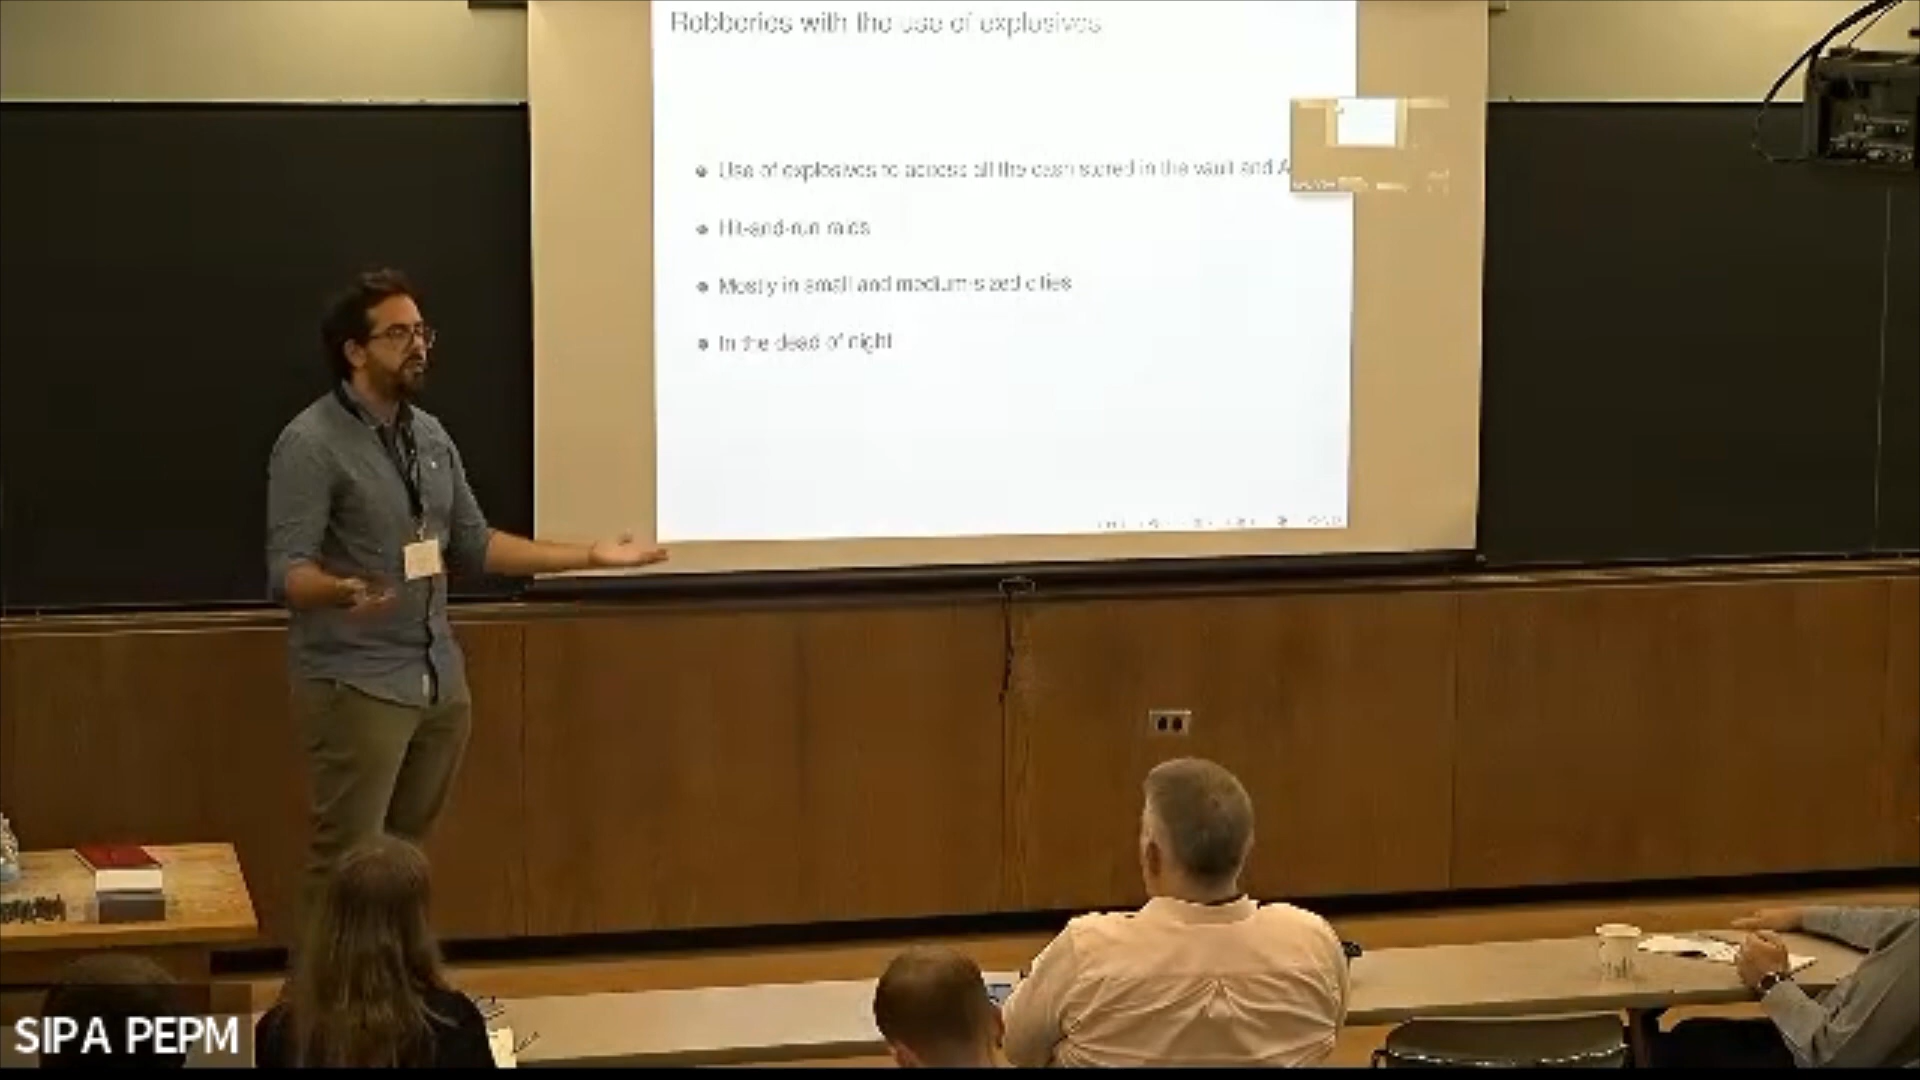 Robberies with the use of explosives
Use of explosives to access all the cash stored in the vault and A
Hit-and-run raids
Mostly in small and medium-sized cities
In the dead of night
SIPA PEPM